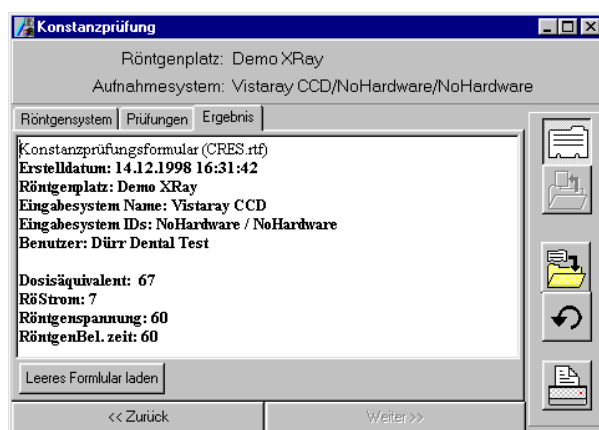 Konstanzprüfung
Röntgenplatz: Demo XRay
Aufnahmesystem: Vistaray CCD/NoHardware/NoHardware
Röntgensystem Prüfungen Ergebnis
Konstanzprüfungsformular (CRES.rtf)
Erstelldatum: 14.12.1998 16:31:42
Röntgenplatz: Demo XRay
Eingabesystem Name: Vistaray CCD
Eingabesystem IDs: NoHardware / NoHardware
Benutzer: Dürr Dental Test
Dosisäquivalent: 67
RöStrom: 7
Röntgenspannung: 60
RöntgenBel. zeit: 60
Leeres Formlular laden
<< Zurück Weiter >>